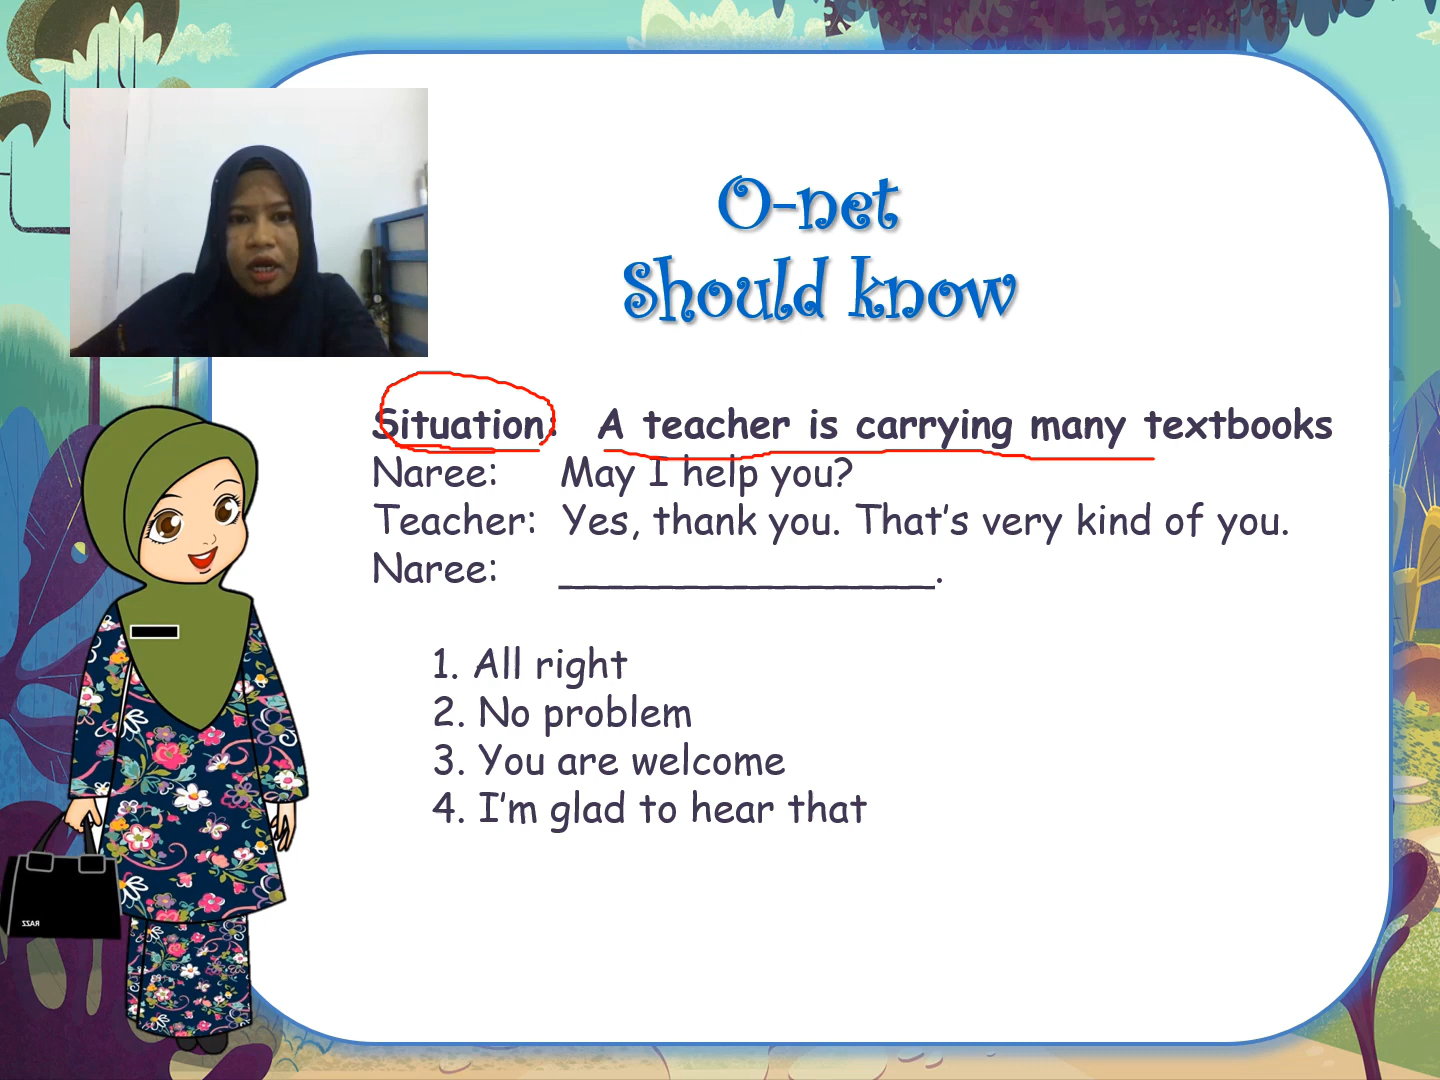 O-net
Should know
Situation: A teacher is carrying many textbooks
Naree: May I help you?
Teacher: Yes, thank you. That's very kind of you.
Naree: _______________.
1. All right
2. No problem
3. You are welcome
4. I'm glad to hear that
RAZZ